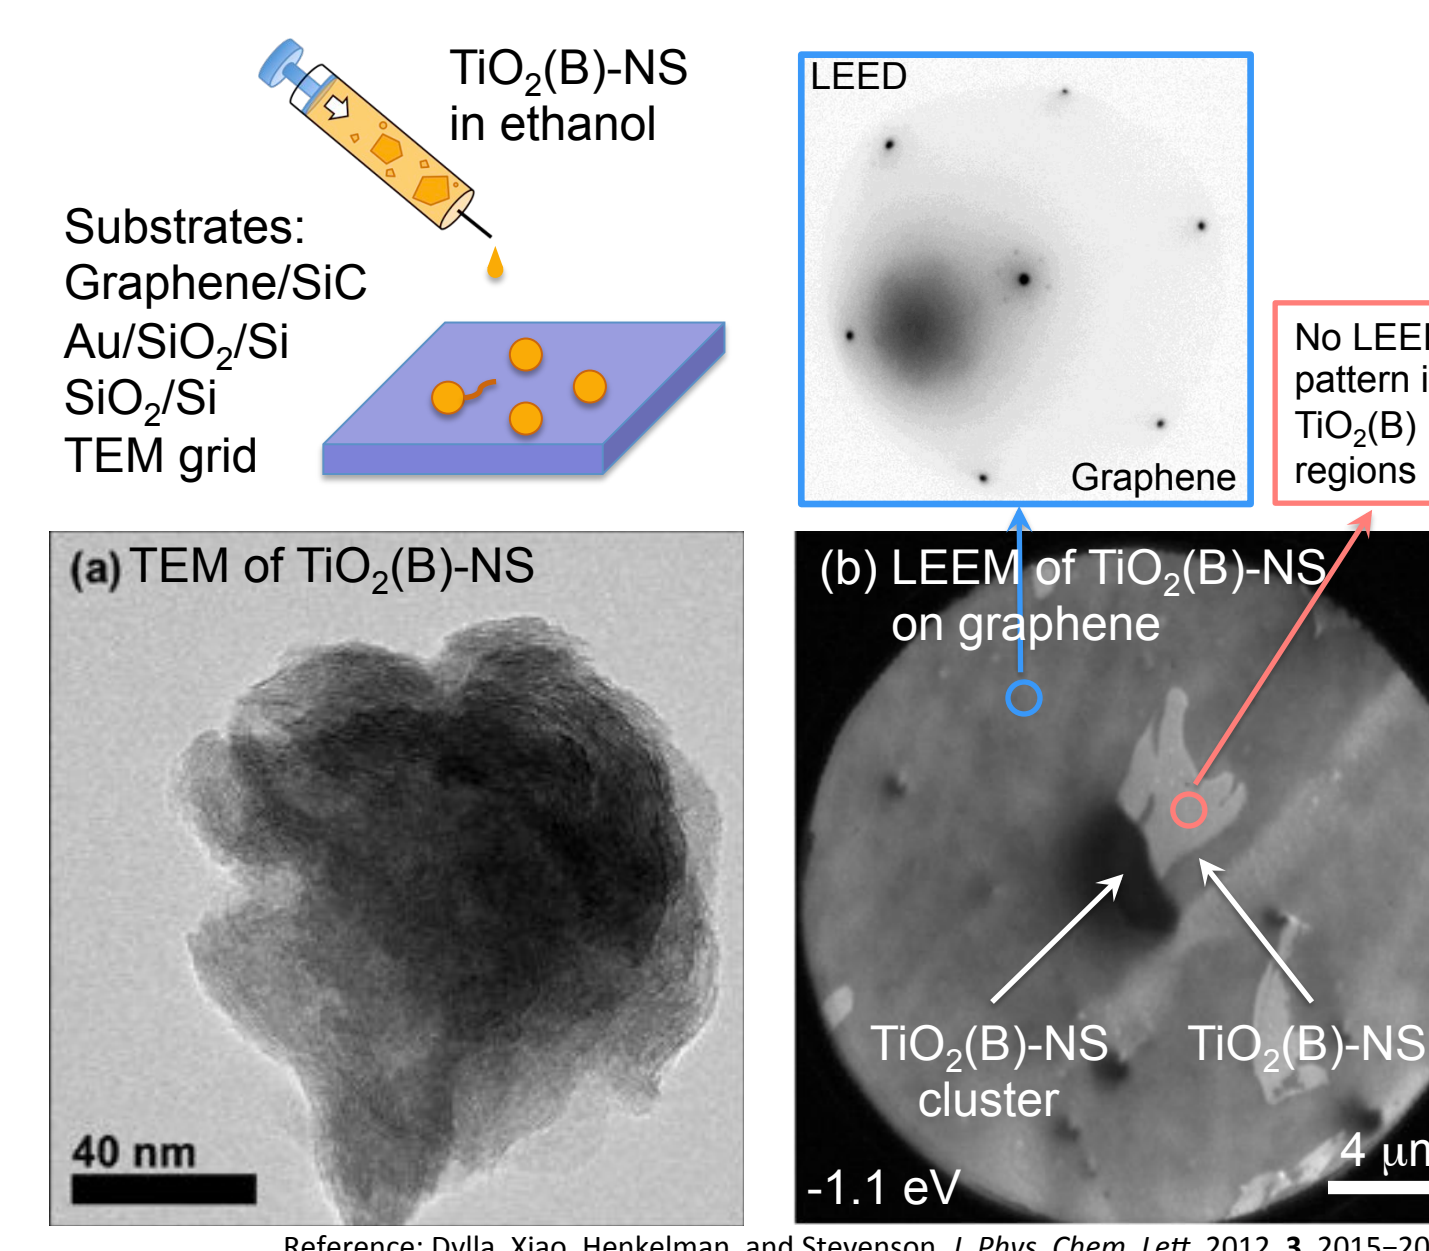 TiO₂(B)-NS
in ethanol
Substrates:
Graphene/SiC
Au/SiO₂/Si
SiO₂/Si
TEM grid
LEED
Graphene
No LEE
pattern i
TiO₂(B)
regions
(a) TEM of TiO₂(B)-NS
40 nm
(b) LEEM of TiO₂(B)-NS
on graphene
TiO₂(B)-NS
cluster
TiO₂(B)-NS
-1.1 eV
4 μ
Reference: Dylla, Xiao, Henkelman, and Stevenson, J. Phys. Chem. Lett. 2012, 3, 2015–20